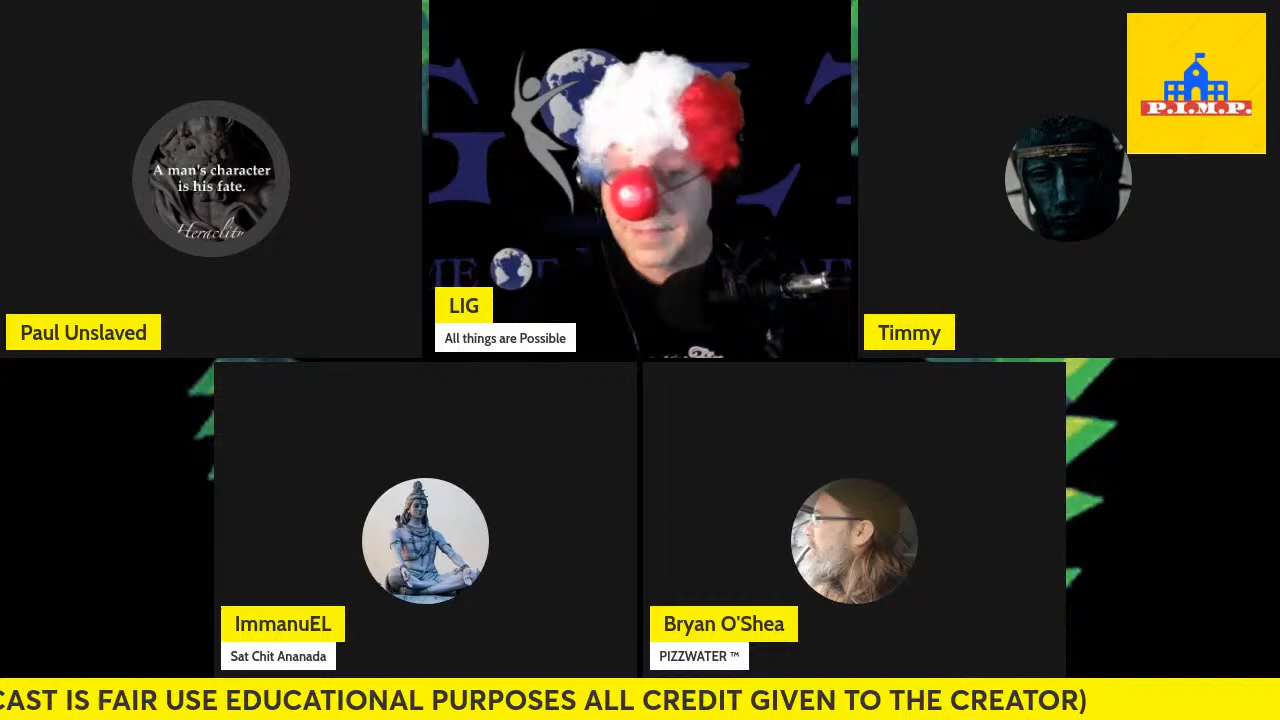 A man's character
is his fate.
Paul Unslaved
LIG
All things are Possible
P.I.M.P.
Timmy
ImmanuEL
Sat Chit Ananada
Bryan O'Shea
PIZZWATER ™
CAST IS FAIR USE EDUCATIONAL PURPOSES ALL CREDIT GIVEN TO THE CREATOR)